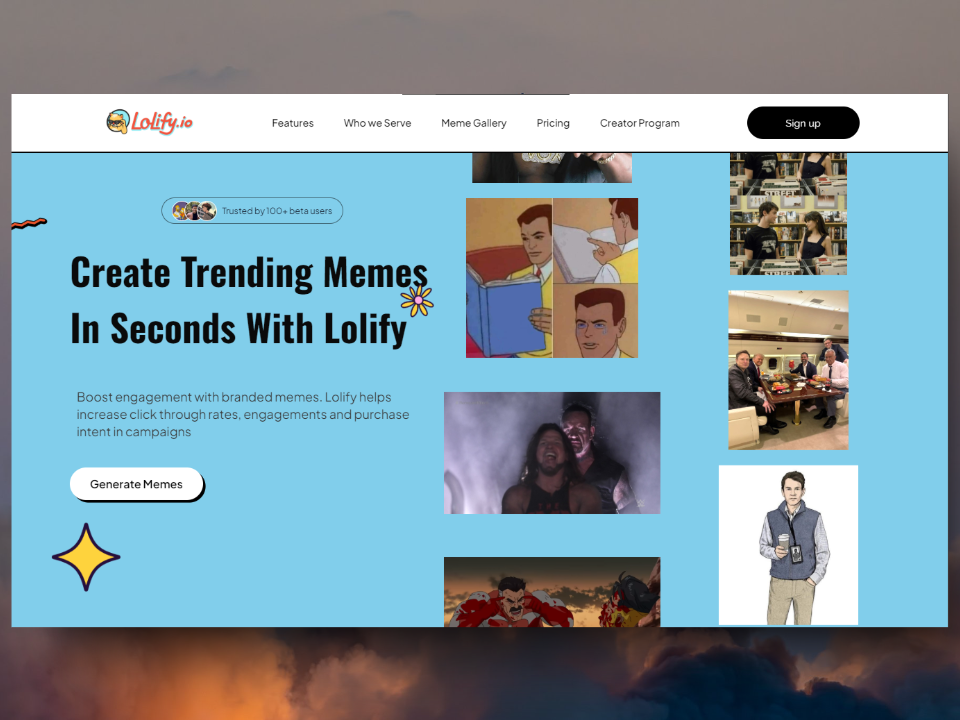 Lolify.io
Features
Who we Serve
Meme Gallery
Pricing
Creator Program
Sign up
Trusted by 100+ beta users
Create Trending Memes
In Seconds With Lolify
Boost engagement with branded memes. Lolify helps
increase click through rates, engagements and purchase
intent in campaigns
Generate Memes
STREET
STREET